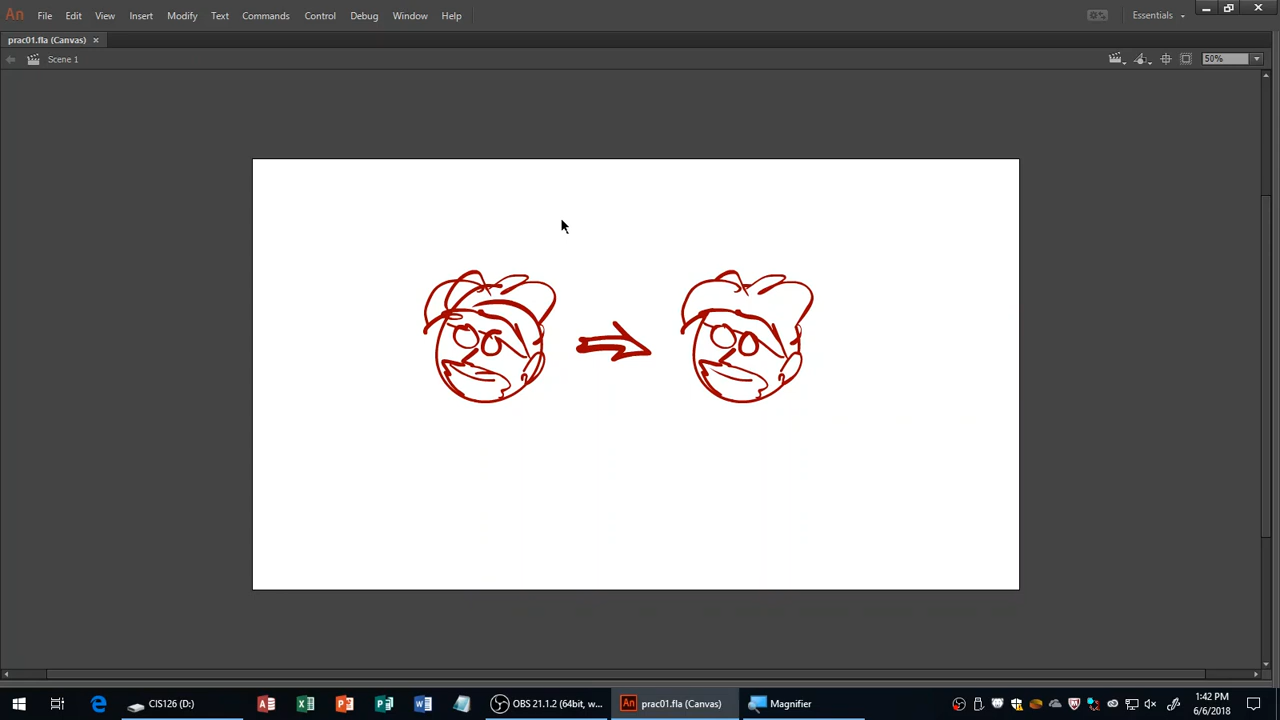 An File Edit View Insert Modify Text Commands Control Debug Window Help Essentials
prac01.fla (Canvas) ×
Scene 1 50%
CIS126 (D:) OBS 21.1.2 (64bit, w... An prac01.fla (Canvas) Magnifier 1:42 PM
6/6/2018